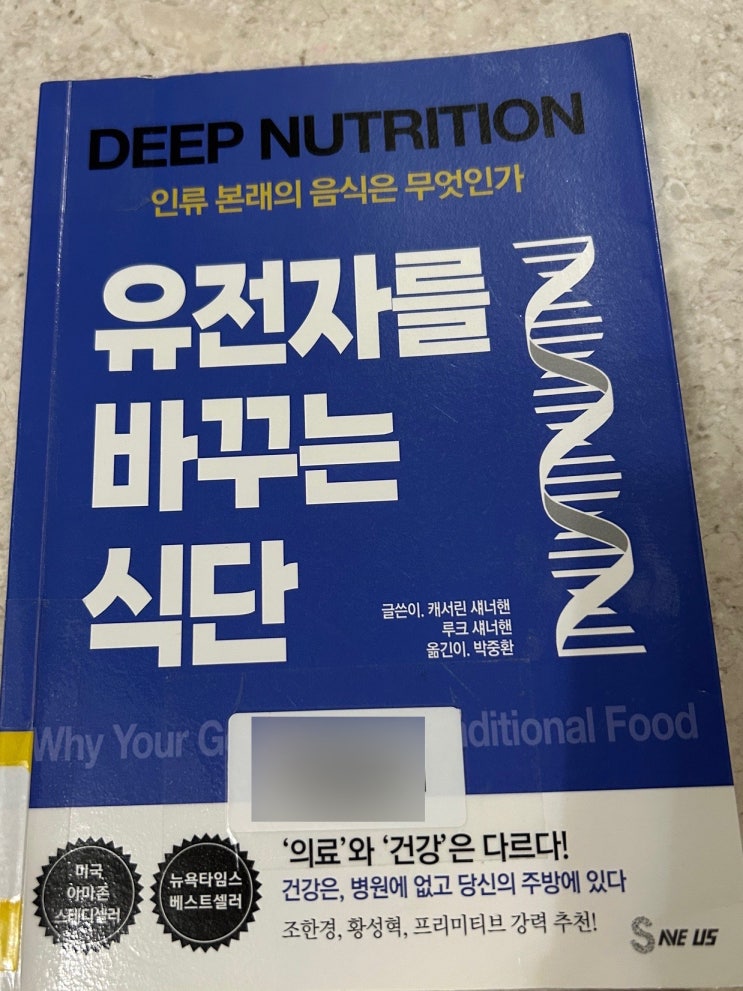 DEEP NUTRITION
인류 본래의 음식은 무엇인가
유전자를
바꾸는
식단
글쓴이. 캐서린 섀너핸
루크 섀너핸
옮긴이. 박중환
Why Your Food
미국
아마존
스테디셀러
뉴욕타임스
베스트셀러
'의료'와 '건강'은 다르다!
건강은, 병원에 없고 당신의 주방에 있다
조한경, 황성혁, 프리미티브 강력 추천!
SAVE US